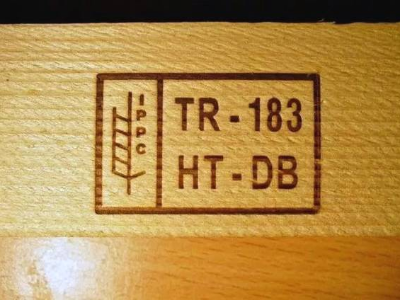 IPPC
TR - 183
HT - DB